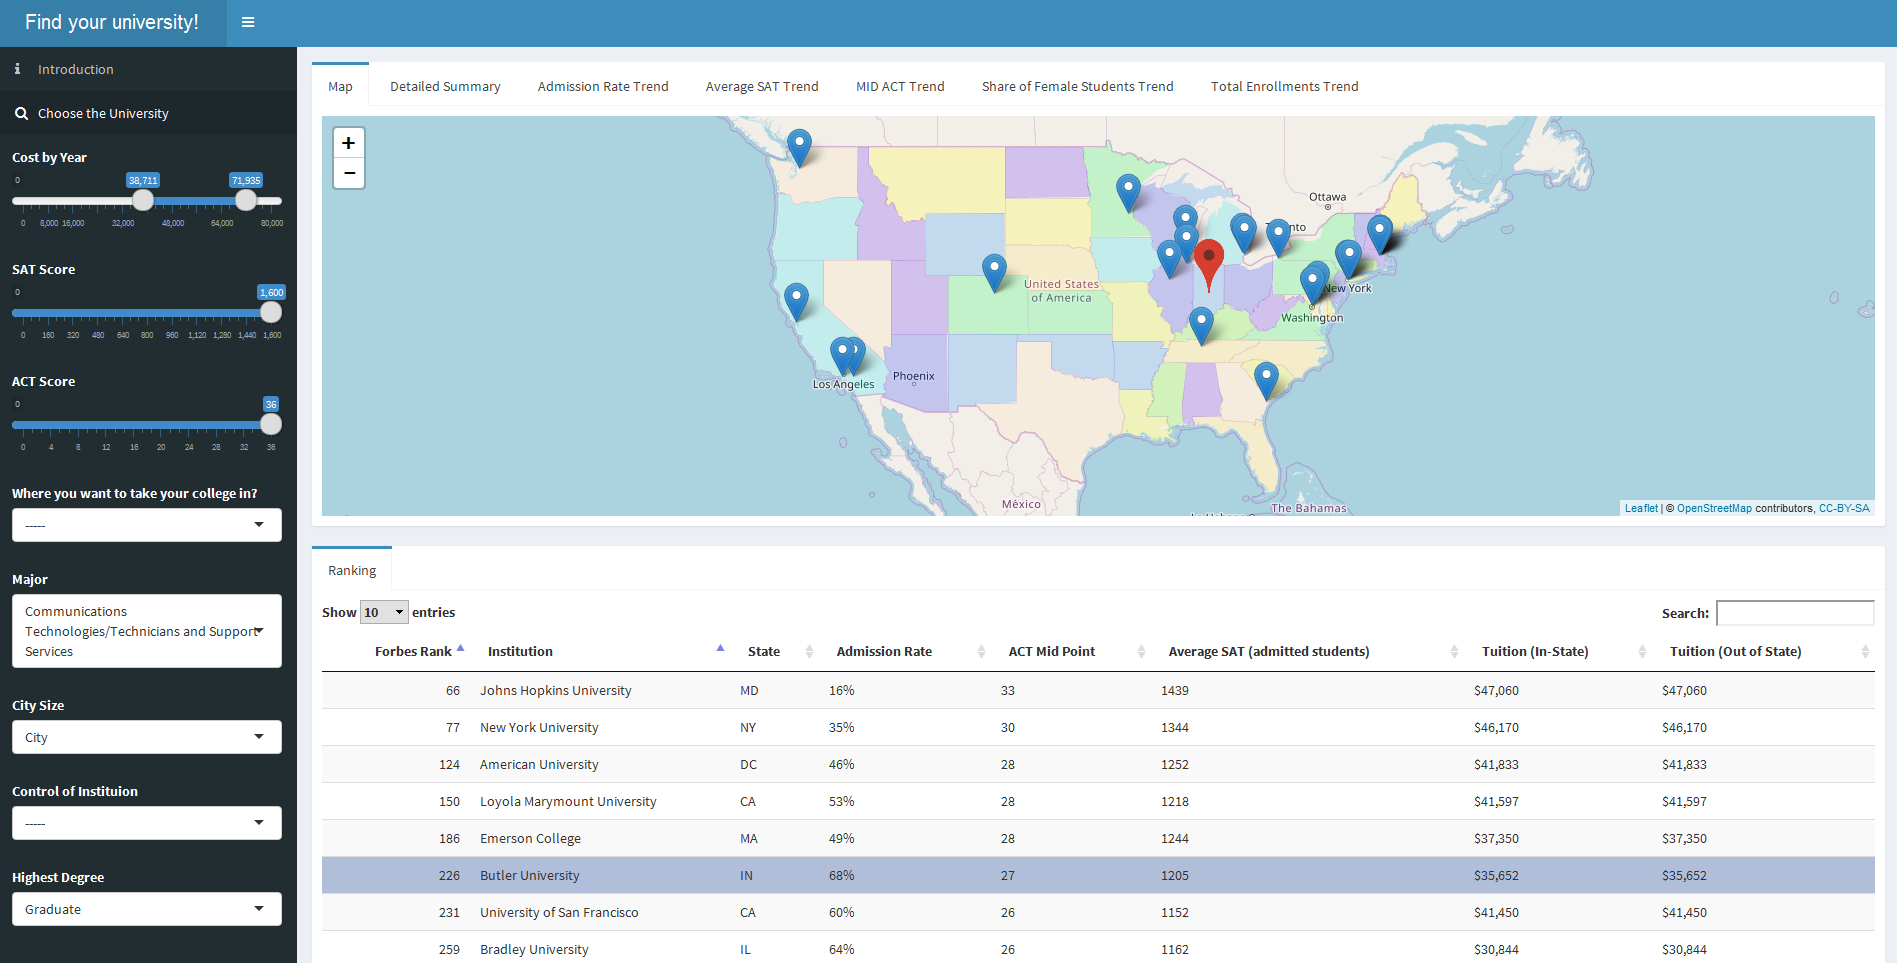 Find your university!
Introduction
Choose the University
Cost by Year
0
38,711
71,935
0 8,000 16,000 32,000 48,000 64,000 80,000
SAT Score
0
1,600
0 160 320 480 640 800 960 1,120 1,280 1,440 1,600
ACT Score
0
36
0 4 8 12 16 20 24 28 32 36
Where you want to take your college in?
-----
Major
Communications
Technologies/Technicians and Support
Services
City Size
City
Control of Instituion
-----
Highest Degree
Graduate
Map Detailed Summary Admission Rate Trend Average SAT Trend MID ACT Trend Share of Female Students Trend Total Enrollments Trend
+
−
Ottawa
nto
United States
of America
New York
Washington
Phoenix
Los Angeles
México
The Bahamas
Leaflet | © OpenStreetMap contributors, CC-BY-SA
Ranking
Show 10 entries
Search:
Forbes Rank Institution State Admission Rate ACT Mid Point Average SAT (admitted students) Tuition (In-State) Tuition (Out of State)
66 Johns Hopkins University MD 16% 33 1439 $47,060 $47,060
77 New York University NY 35% 30 1344 $46,170 $46,170
124 American University DC 46% 28 1252 $41,833 $41,833
150 Loyola Marymount University CA 53% 28 1218 $41,597 $41,597
186 Emerson College MA 49% 28 1244 $37,350 $37,350
226 Butler University IN 68% 27 1205 $35,652 $35,652
231 University of San Francisco CA 60% 26 1152 $41,450 $41,450
259 Bradley University IL 64% 26 1162 $30,844 $30,844